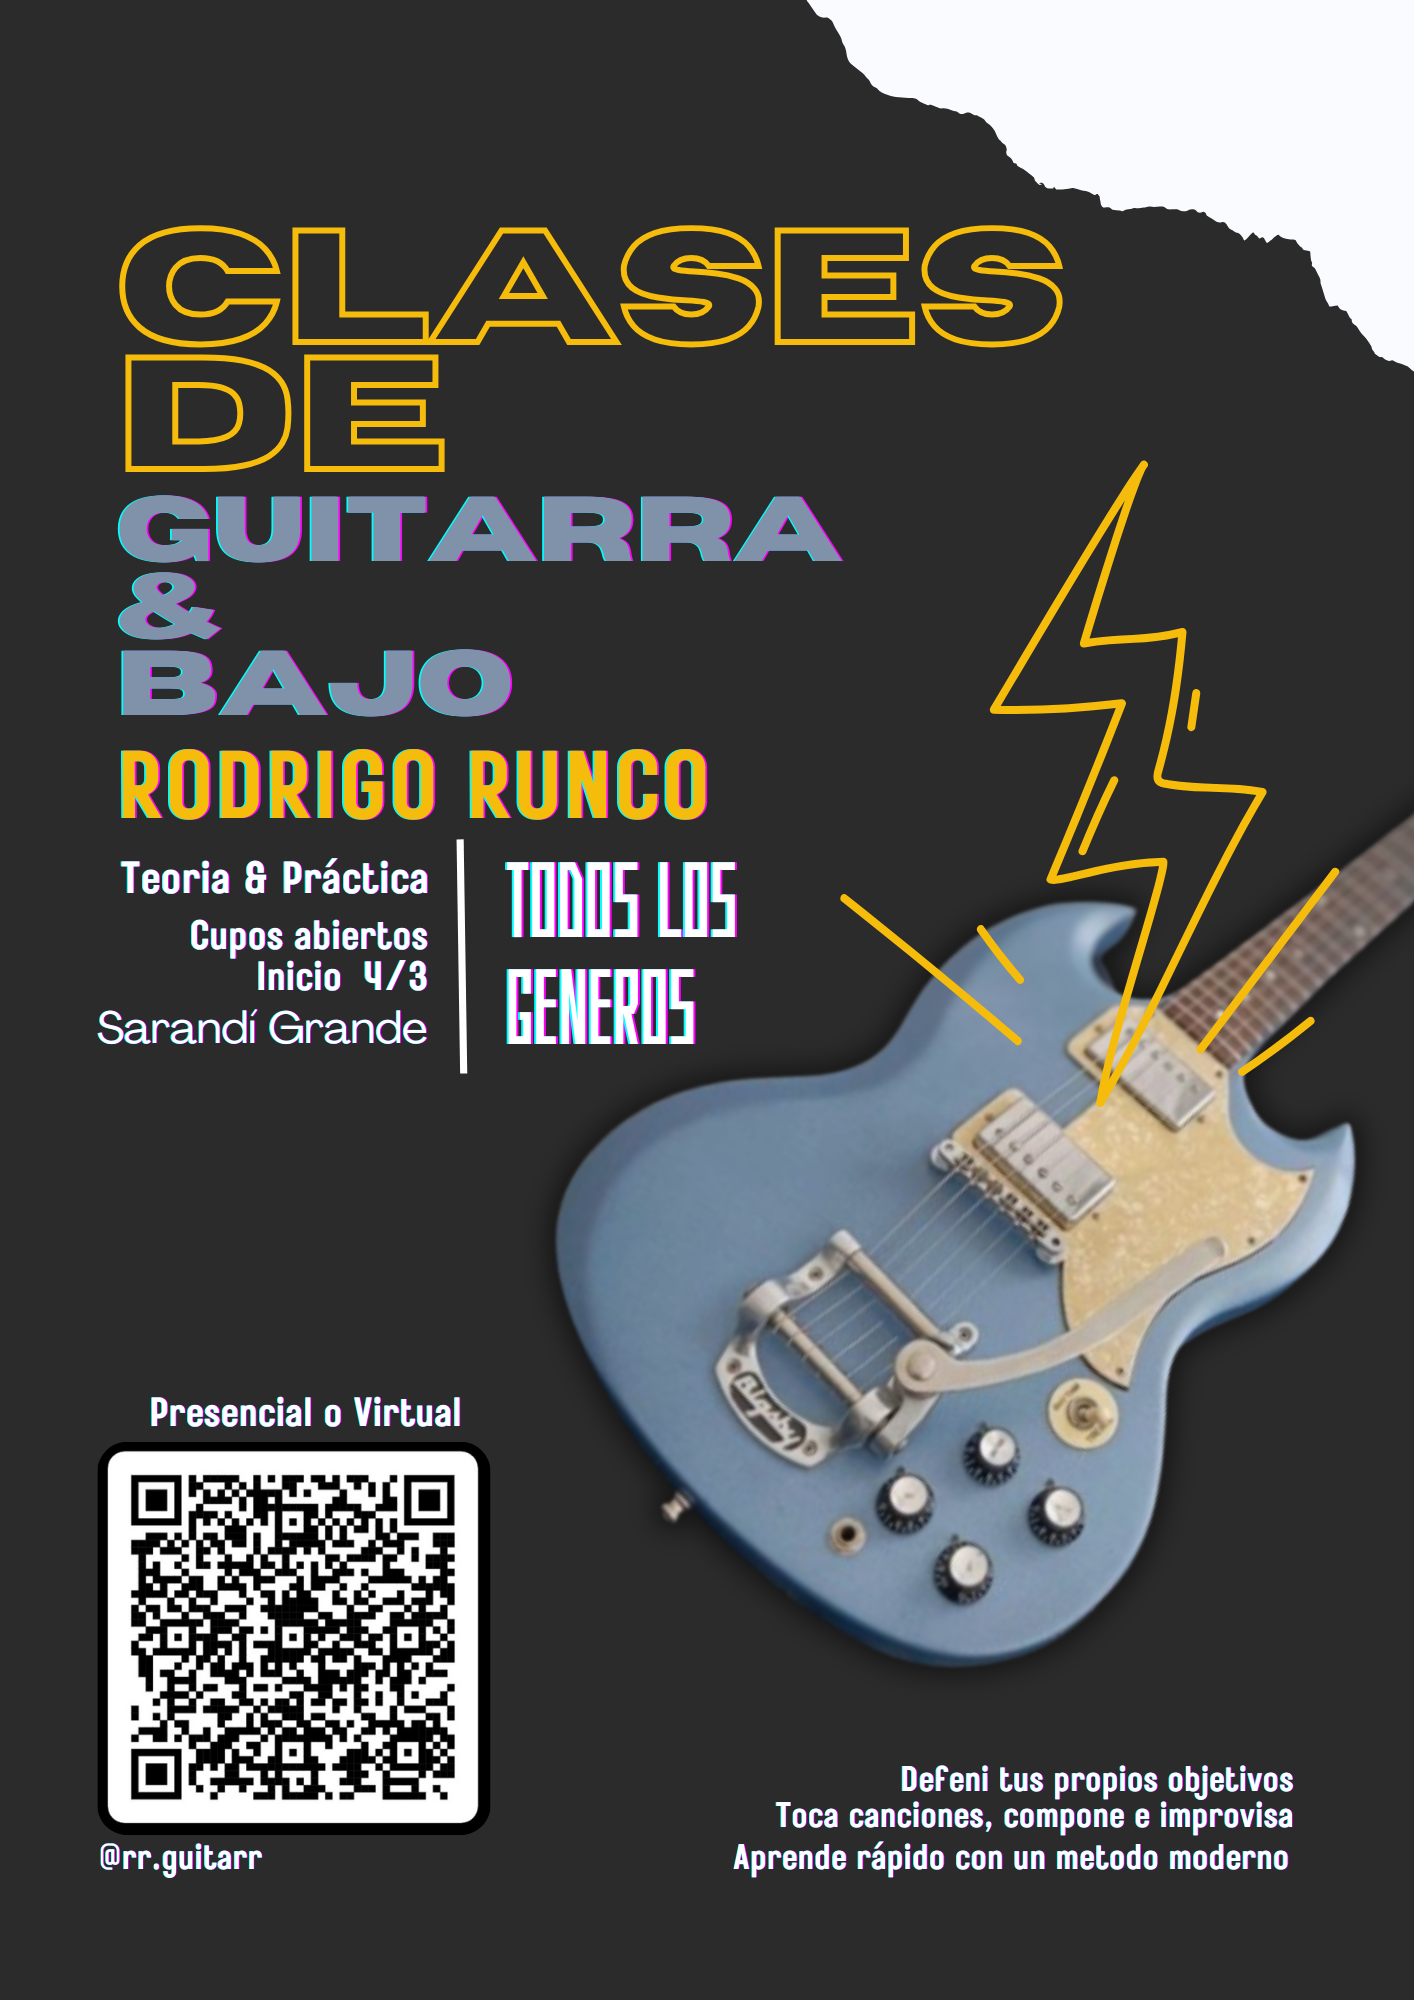 CLASES
DE
GUITARRA
&
BAJO
RODRIGO RUNCO
Teoria & Práctica
Cupos abiertos
Inicio 4/3
Sarandí Grande
TODOS LOS
GENEROS
Bigsby
Presencial o Virtual
@rr.guitarr
Defeni tus propios objetivos
Toca canciones, compone e improvisa
Aprende rápido con un metodo moderno